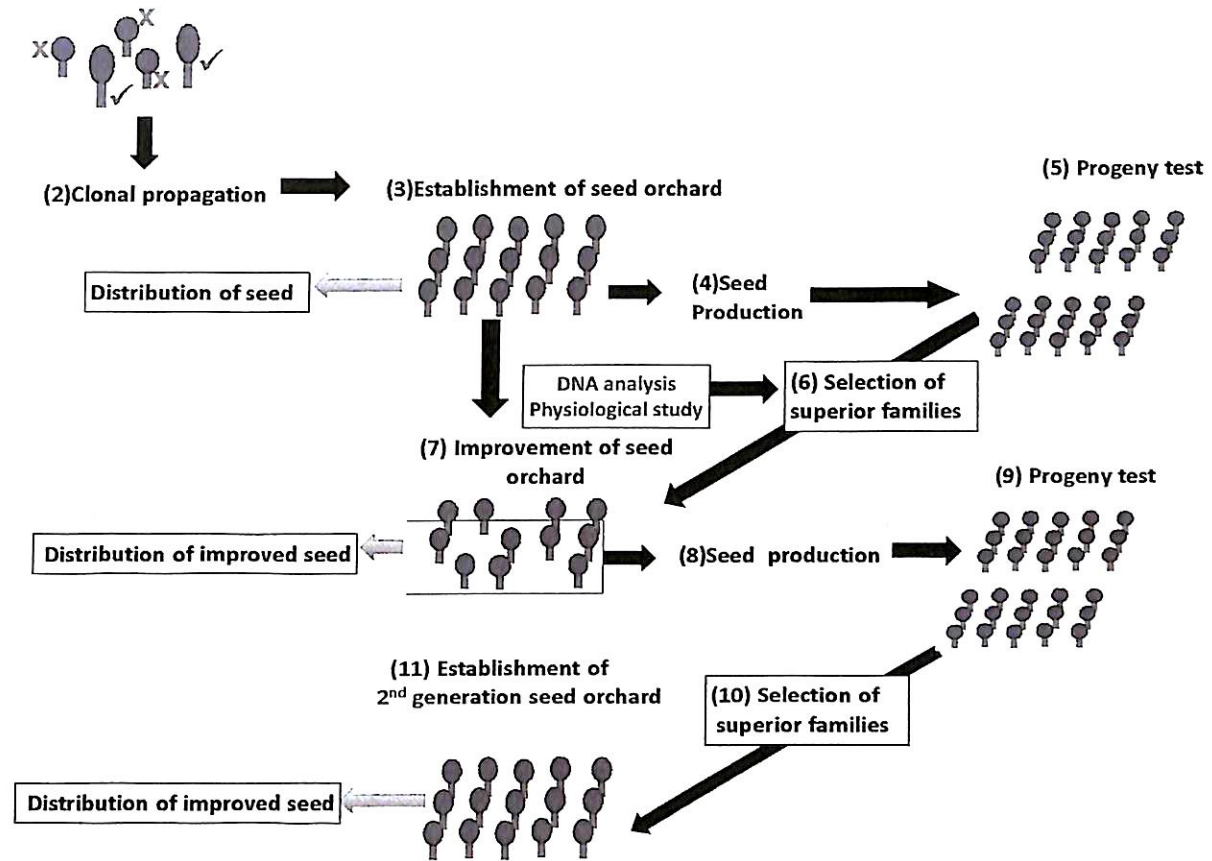 X
X
X
✓
✓
(2)Clonal propagation
(3)Establishment of seed orchard
(5) Progeny test
Distribution of seed
(4)Seed
Production
DNA analysis
Physiological study
(6) Selection of
superior families
(7) Improvement of seed
orchard
(9) Progeny test
Distribution of improved seed
(8)Seed production
(11) Establishment of
2nd generation seed orchard
(10) Selection of
superior families
Distribution of improved seed